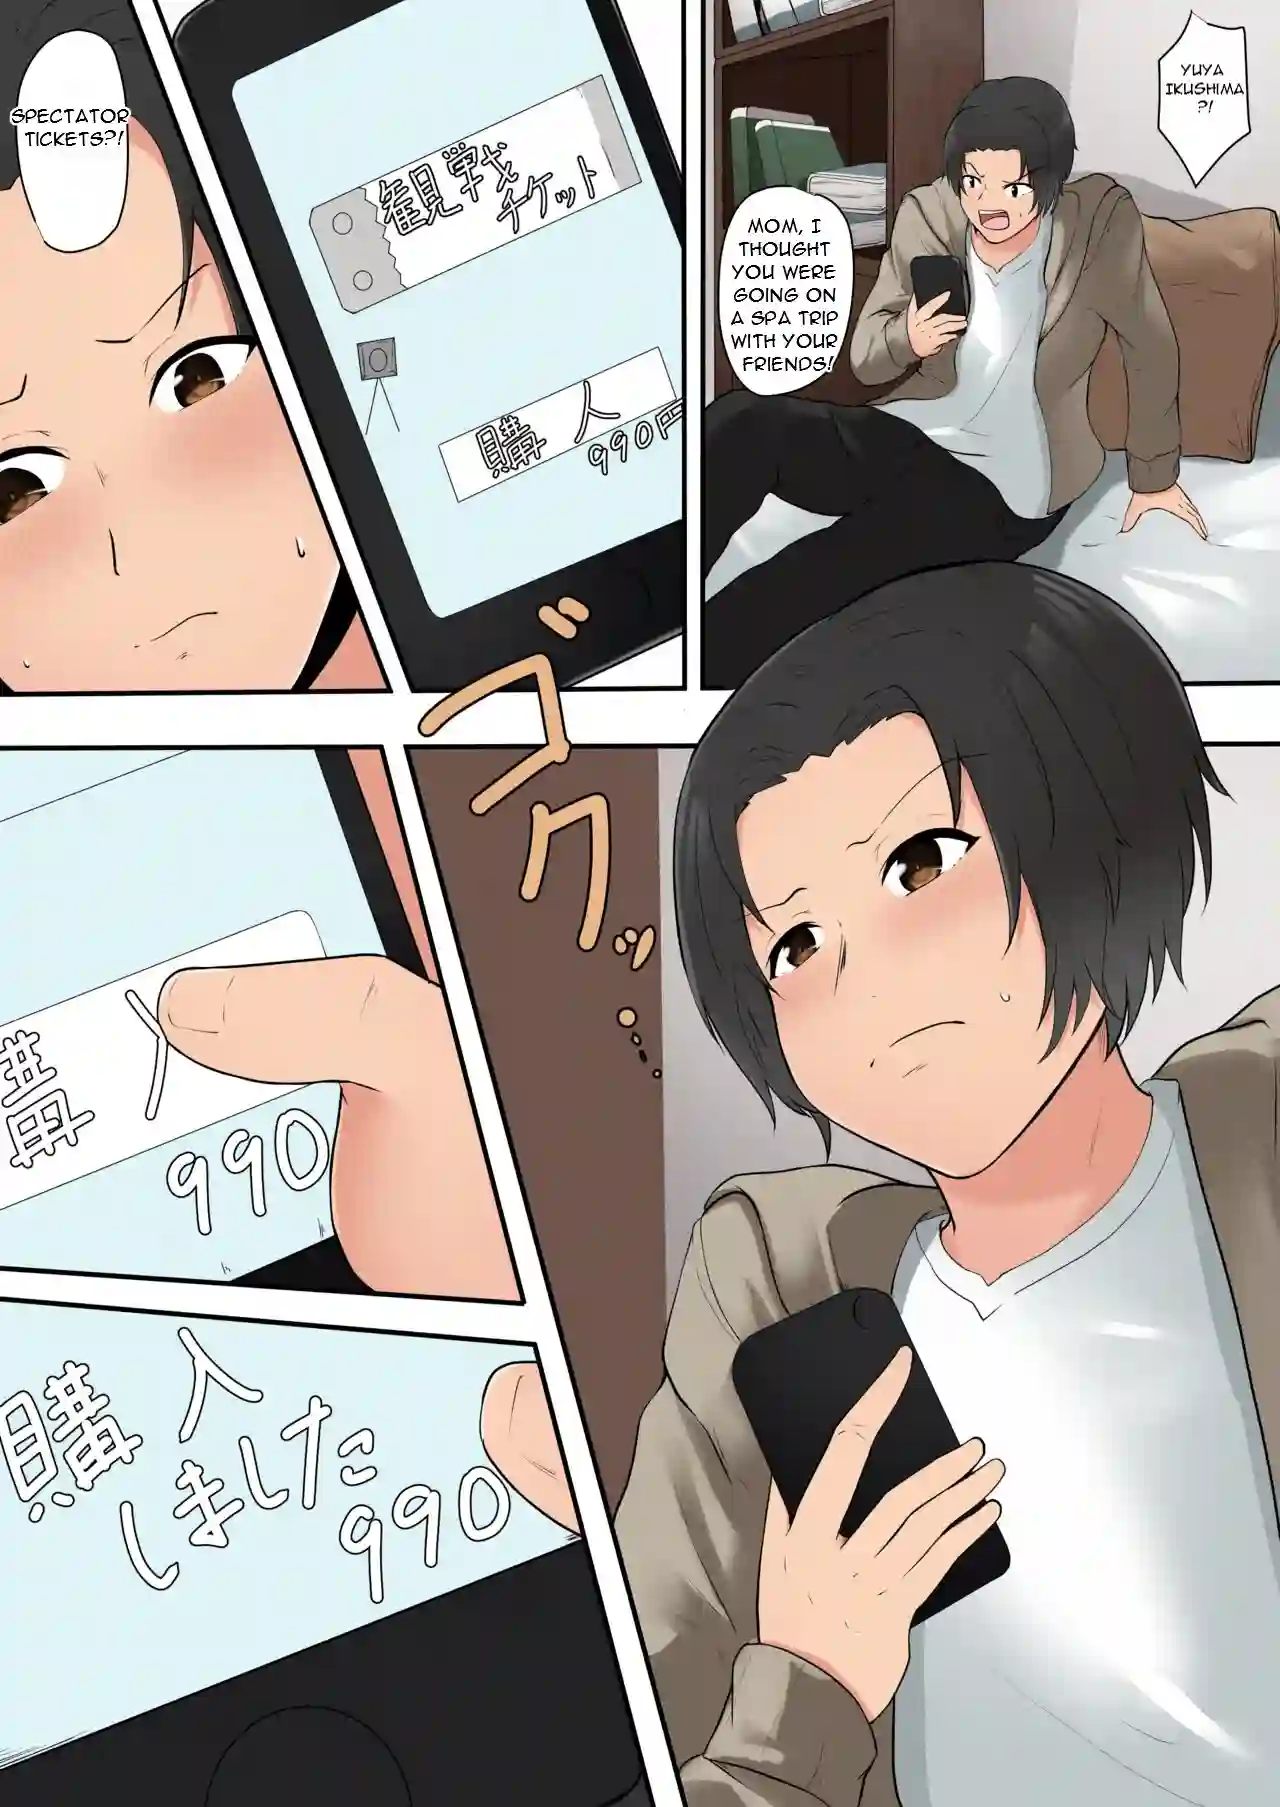 YUYA
IKUSHIMA
?!
MOM, I
THOUGHT
YOU WERE
GOING ON
A SPA TRIP
WITH YOUR
FRIENDS!
観戦
チケット
購入
990円
SPECTATOR
TICKETS?!
ゴクッ…
購入
990
購入
しました
990